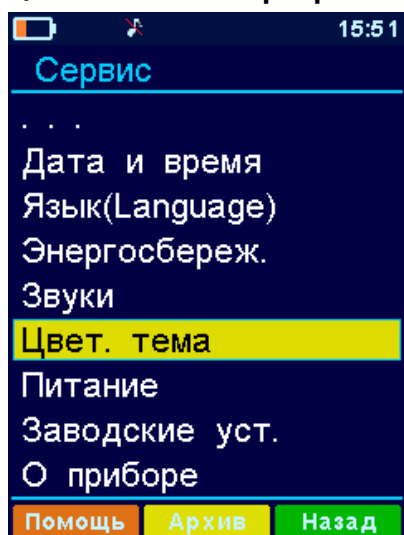 15:51
Сервис
. . .
Дата и время
Язык(Language)
Энергосбереж.
Звуки
Цвет. тема
Питание
Заводские уст.
О приборе
Помощь Архив Назад